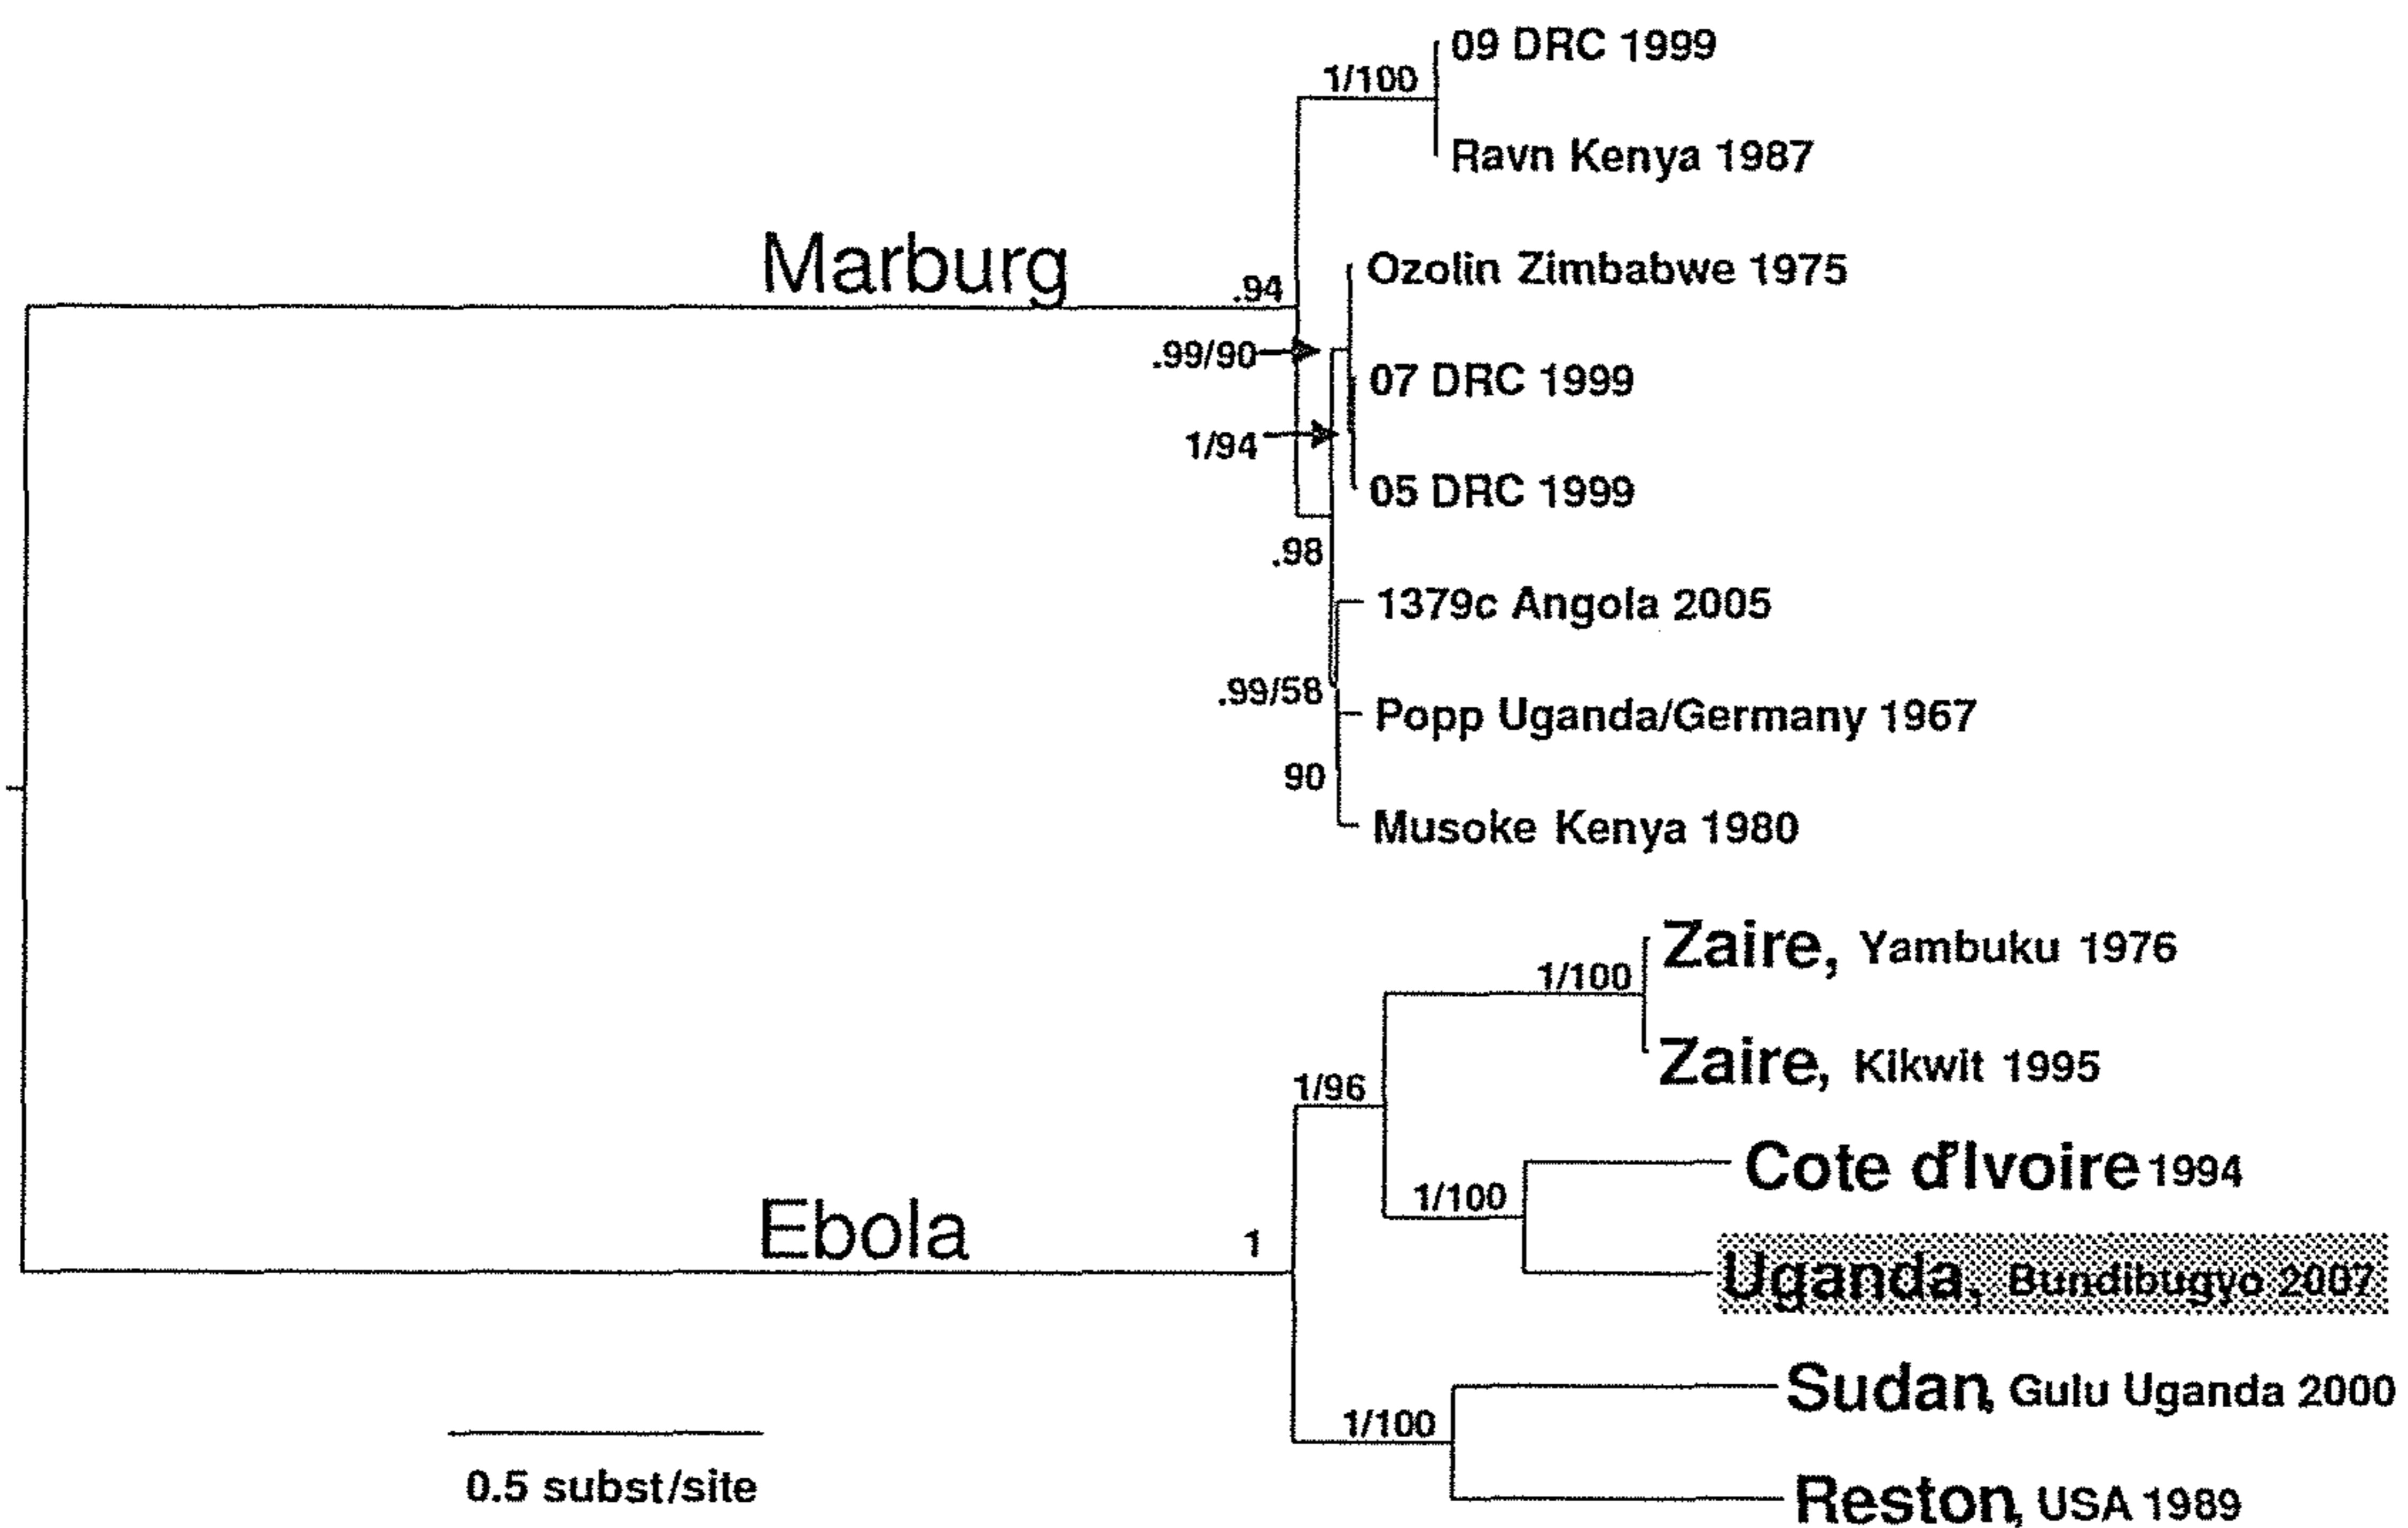 09 DRC 1999
1/100
Ravn Kenya 1987
Marburg
.94
Ozolin Zimbabwe 1975
.99/90
07 DRC 1999
1/94
05 DRC 1999
.98
1379c Angola 2005
.99/58
Popp Uganda/Germany 1967
90
Musoke Kenya 1980
Zaire, Yambuku 1976
1/100
Zaire, Kikwit 1995
1/96
Cote d'Ivoire 1994
1/100
Ebola
1
Uganda, Bundibugyo 2007
Sudan, Gulu Uganda 2000
1/100
0.5 subst/site
Reston, USA 1989